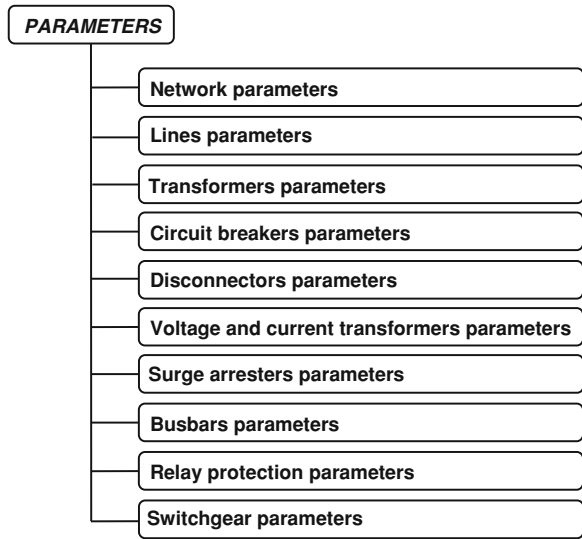 PARAMETERS
Network parameters
Lines parameters
Transformers parameters
Circuit breakers parameters
Disconnectors parameters
Voltage and current transformers parameters
Surge arresters parameters
Busbars parameters
Relay protection parameters
Switchgear parameters